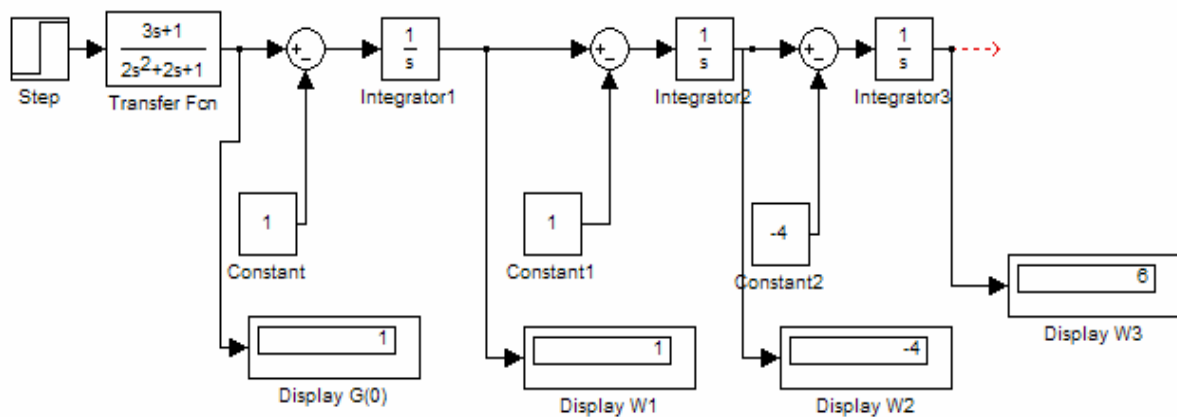 3s+1
2s²+2s+1
+
−
1
s
+
−
1
s
+
−
1
s
Step
Transfer Fcn
Integrator1
Integrator2
Integrator3
1
Constant
1
Constant1
-4
Constant2
6
Display W3
1
Display G(0)
1
Display W1
-4
Display W2